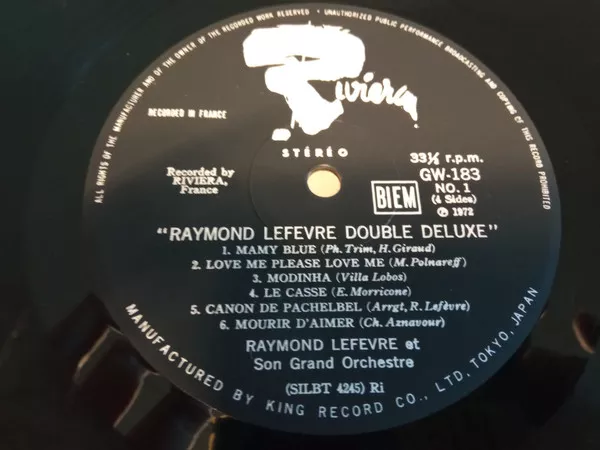 ALL RIGHTS OF THE MANUFACTURER AND OF THE OWNER OF THE RECORDED WORK RESERVED • UNAUTHORIZED PUBLIC PERFORMANCE BROADCASTING AND COPYING OF THIS RECORD PROHIBITED
Riviera
RECORDED IN FRANCE
STÉRÉO
33⅓ r.p.m.
Recorded by
RIVIERA,
France
BIEM
GW-183
NO. 1
(4 Sides)
℗ 1972
"RAYMOND LEFEVRE DOUBLE DELUXE"
1. MAMY BLUE (Ph. Trim, H. Giraud)
2. LOVE ME PLEASE LOVE ME (M. Polnareff)
3. MODINHA (Villa Lobos)
4. LE CASSE (E. Morricone)
5. CANON DE PACHELBEL (Arrgt, R. Lefèvre)
6. MOURIR D'AIMER (Ch. Aznavour)
RAYMOND LEFEVRE et
Son Grand Orchestre
(SILBT 4245) Ri
MANUFACTURED BY KING RECORD CO., LTD, TOKYO, JAPAN